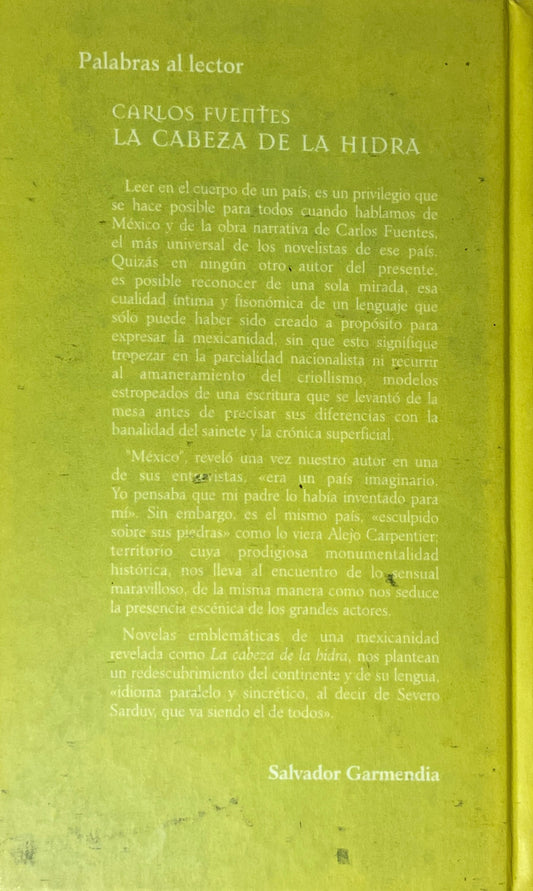 Palabras al lector
CARLOS FUENTES
LA CABEZA DE LA HIDRA
Leer en el cuerpo de un país, es un privilegio que
se hace posible para todos cuando hablamos de
México y de la obra narrativa de Carlos Fuentes,
el más universal de los novelistas de ese país.
Quizás en ningún otro autor del presente,
es posible reconocer de una sola mirada, esa
cualidad íntima y fisonómica de un lenguaje que
sólo puede haber sido creado a propósito para
expresar la mexicanidad, sin que esto signifique
tropezar en la parcialidad nacionalista ni recurrir
al amaneramiento del criollismo, modelos
estropeados de una escritura que se levantó de la
mesa antes de precisar sus diferencias con la
banalidad del sainete y la crónica superficial.
"México", reveló una vez nuestro autor en una
de sus entrevistas, «era un país imaginario.
Yo pensaba que mi padre lo había inventado para
mí». Sin embargo, es el mismo país, «esculpido
sobre sus piedras» como lo viera Alejo Carpentier;
territorio cuya prodigiosa monumentalidad
histórica, nos lleva al encuentro de lo sensual
maravilloso, de la misma manera como nos seduce
la presencia escénica de los grandes actores.
Novelas emblemáticas de una mexicanidad
revelada como La cabeza de la hidra, nos plantean
un redescubrimiento del continente y de su lengua,
«idioma paralelo y sincrético, al decir de Severo
Sarduy, que va siendo el de todos».
Salvador Garmendia